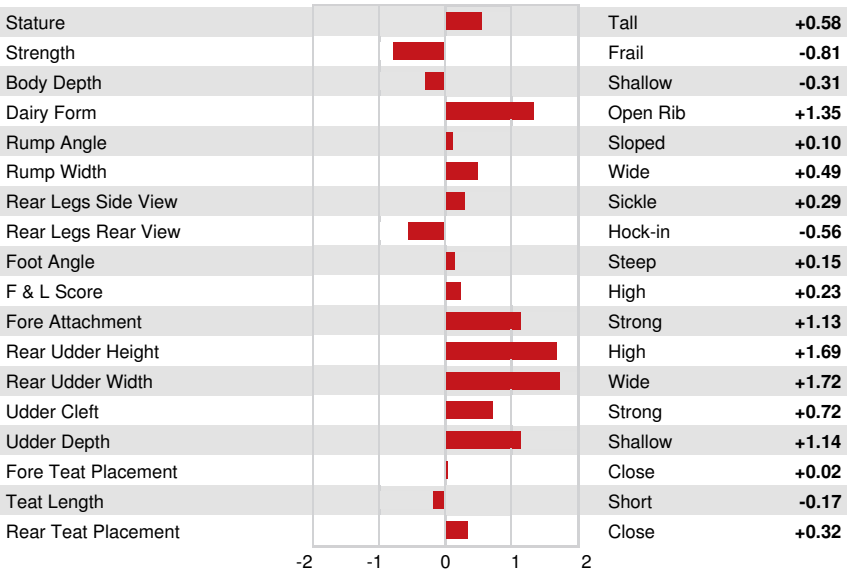 Stature Tall +0.58
Strength Frail -0.81
Body Depth Shallow -0.31
Dairy Form Open Rib +1.35
Rump Angle Sloped +0.10
Rump Width Wide +0.49
Rear Legs Side View Sickle +0.29
Rear Legs Rear View Hock-in -0.56
Foot Angle Steep +0.15
F & L Score High +0.23
Fore Attachment Strong +1.13
Rear Udder Height High +1.69
Rear Udder Width Wide +1.72
Udder Cleft Strong +0.72
Udder Depth Shallow +1.14
Fore Teat Placement Close +0.02
Teat Length Short -0.17
Rear Teat Placement Close +0.32
-2 -1 0 1 2